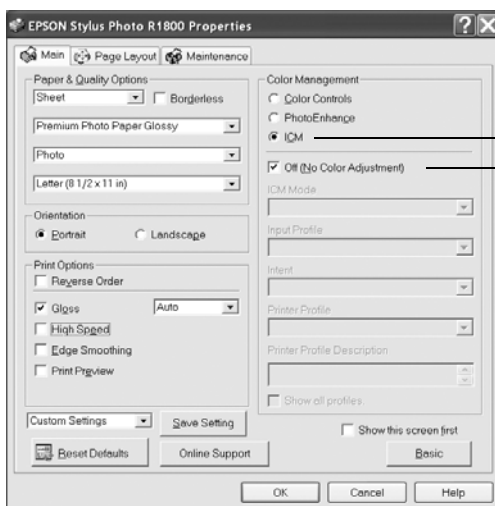 EPSON Stylus Photo R1800 Properties
Main
Page Layout
Maintenance
Paper & Quality Options
Sheet
Borderless
Premium Photo Paper Glossy
Photo
Letter (8 1/2 x 11 in)
Orientation
Portrait
Landscape
Print Options
Reverse Order
Gloss
Auto
High Speed
Edge Smoothing
Print Preview
Custom Settings
Save Setting
Reset Defaults
Online Support
Color Management
Color Controls
PhotoEnhance
ICM
Off (No Color Adjustment)
ICM Mode
Input Profile
Intent
Printer Profile
Printer Profile Description
Show all profiles.
Show this screen first
Basic
OK
Cancel
Help